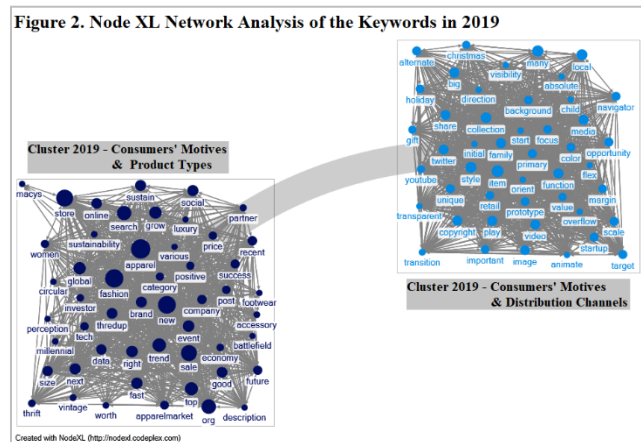 Figure 2. Node XL Network Analysis of the Keywords in 2019
christmas
many
alternate
visibility
local
big
absolute
holiday
direction
background
child
navigator
share
collection
media
gift
start
focus
twitter
initial
family
color
opportunity
primary
youtube
style
item
orient
function
flex
unique
retail
prototype
value
margin
transparent
overflow
copyright
play
video
scale
startup
transition
important
image
animate
target
Cluster 2019 - Consumers' Motives
& Distribution Channels
Cluster 2019 - Consumers' Motives
& Product Types
macys
sustain
social
store
online
search
grow
luxury
partner
women
sustainability
various
price
recent
apparel
global
positive
success
circular
fashion
category
post
footwear
investor
brand
new
company
accessory
perception
thredup
tech
event
battlefield
millennial
data
right
trend
sale
economy
size
next
good
future
fast
top
thrift
vintage
worth
apparelmarket
org
description
Created with NodeXL (http://nodexl.codeplex.com)